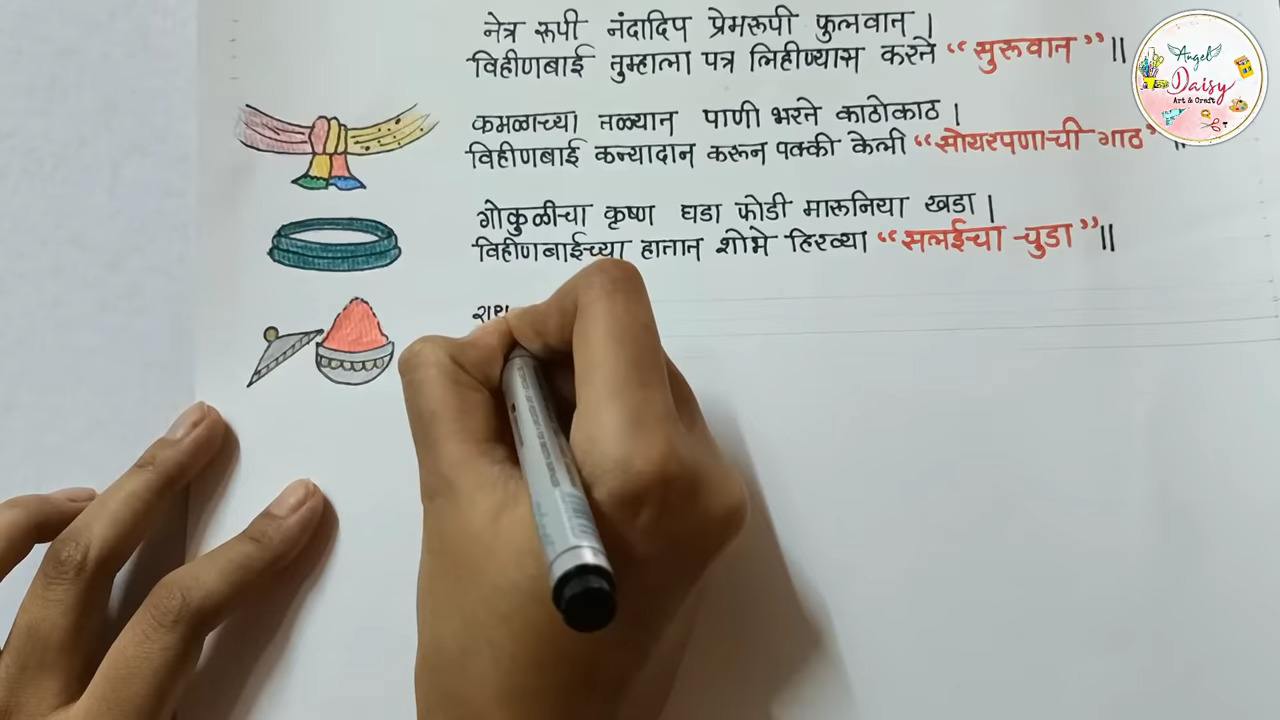 नेत्र रूपी नंदादिप प्रेमरूपी फुलवान |
विहीणबाई तुम्हाला पत्र लिहीण्यास करते “सुरूवात” ||
कमळाच्या तळ्यात पाणी भरते काठोकाठ |
विहीणबाई कन्यादान करून पक्की केली “सोयरपणाची गाठ” ||
गोकुळीचा कृष्ण घडा फोडी मारूनिया खडा |
विहीणबाईच्या हातात शोभे हिरव्या “सलईचा चुडा” ||
Angel
Daisy
Art & Craft